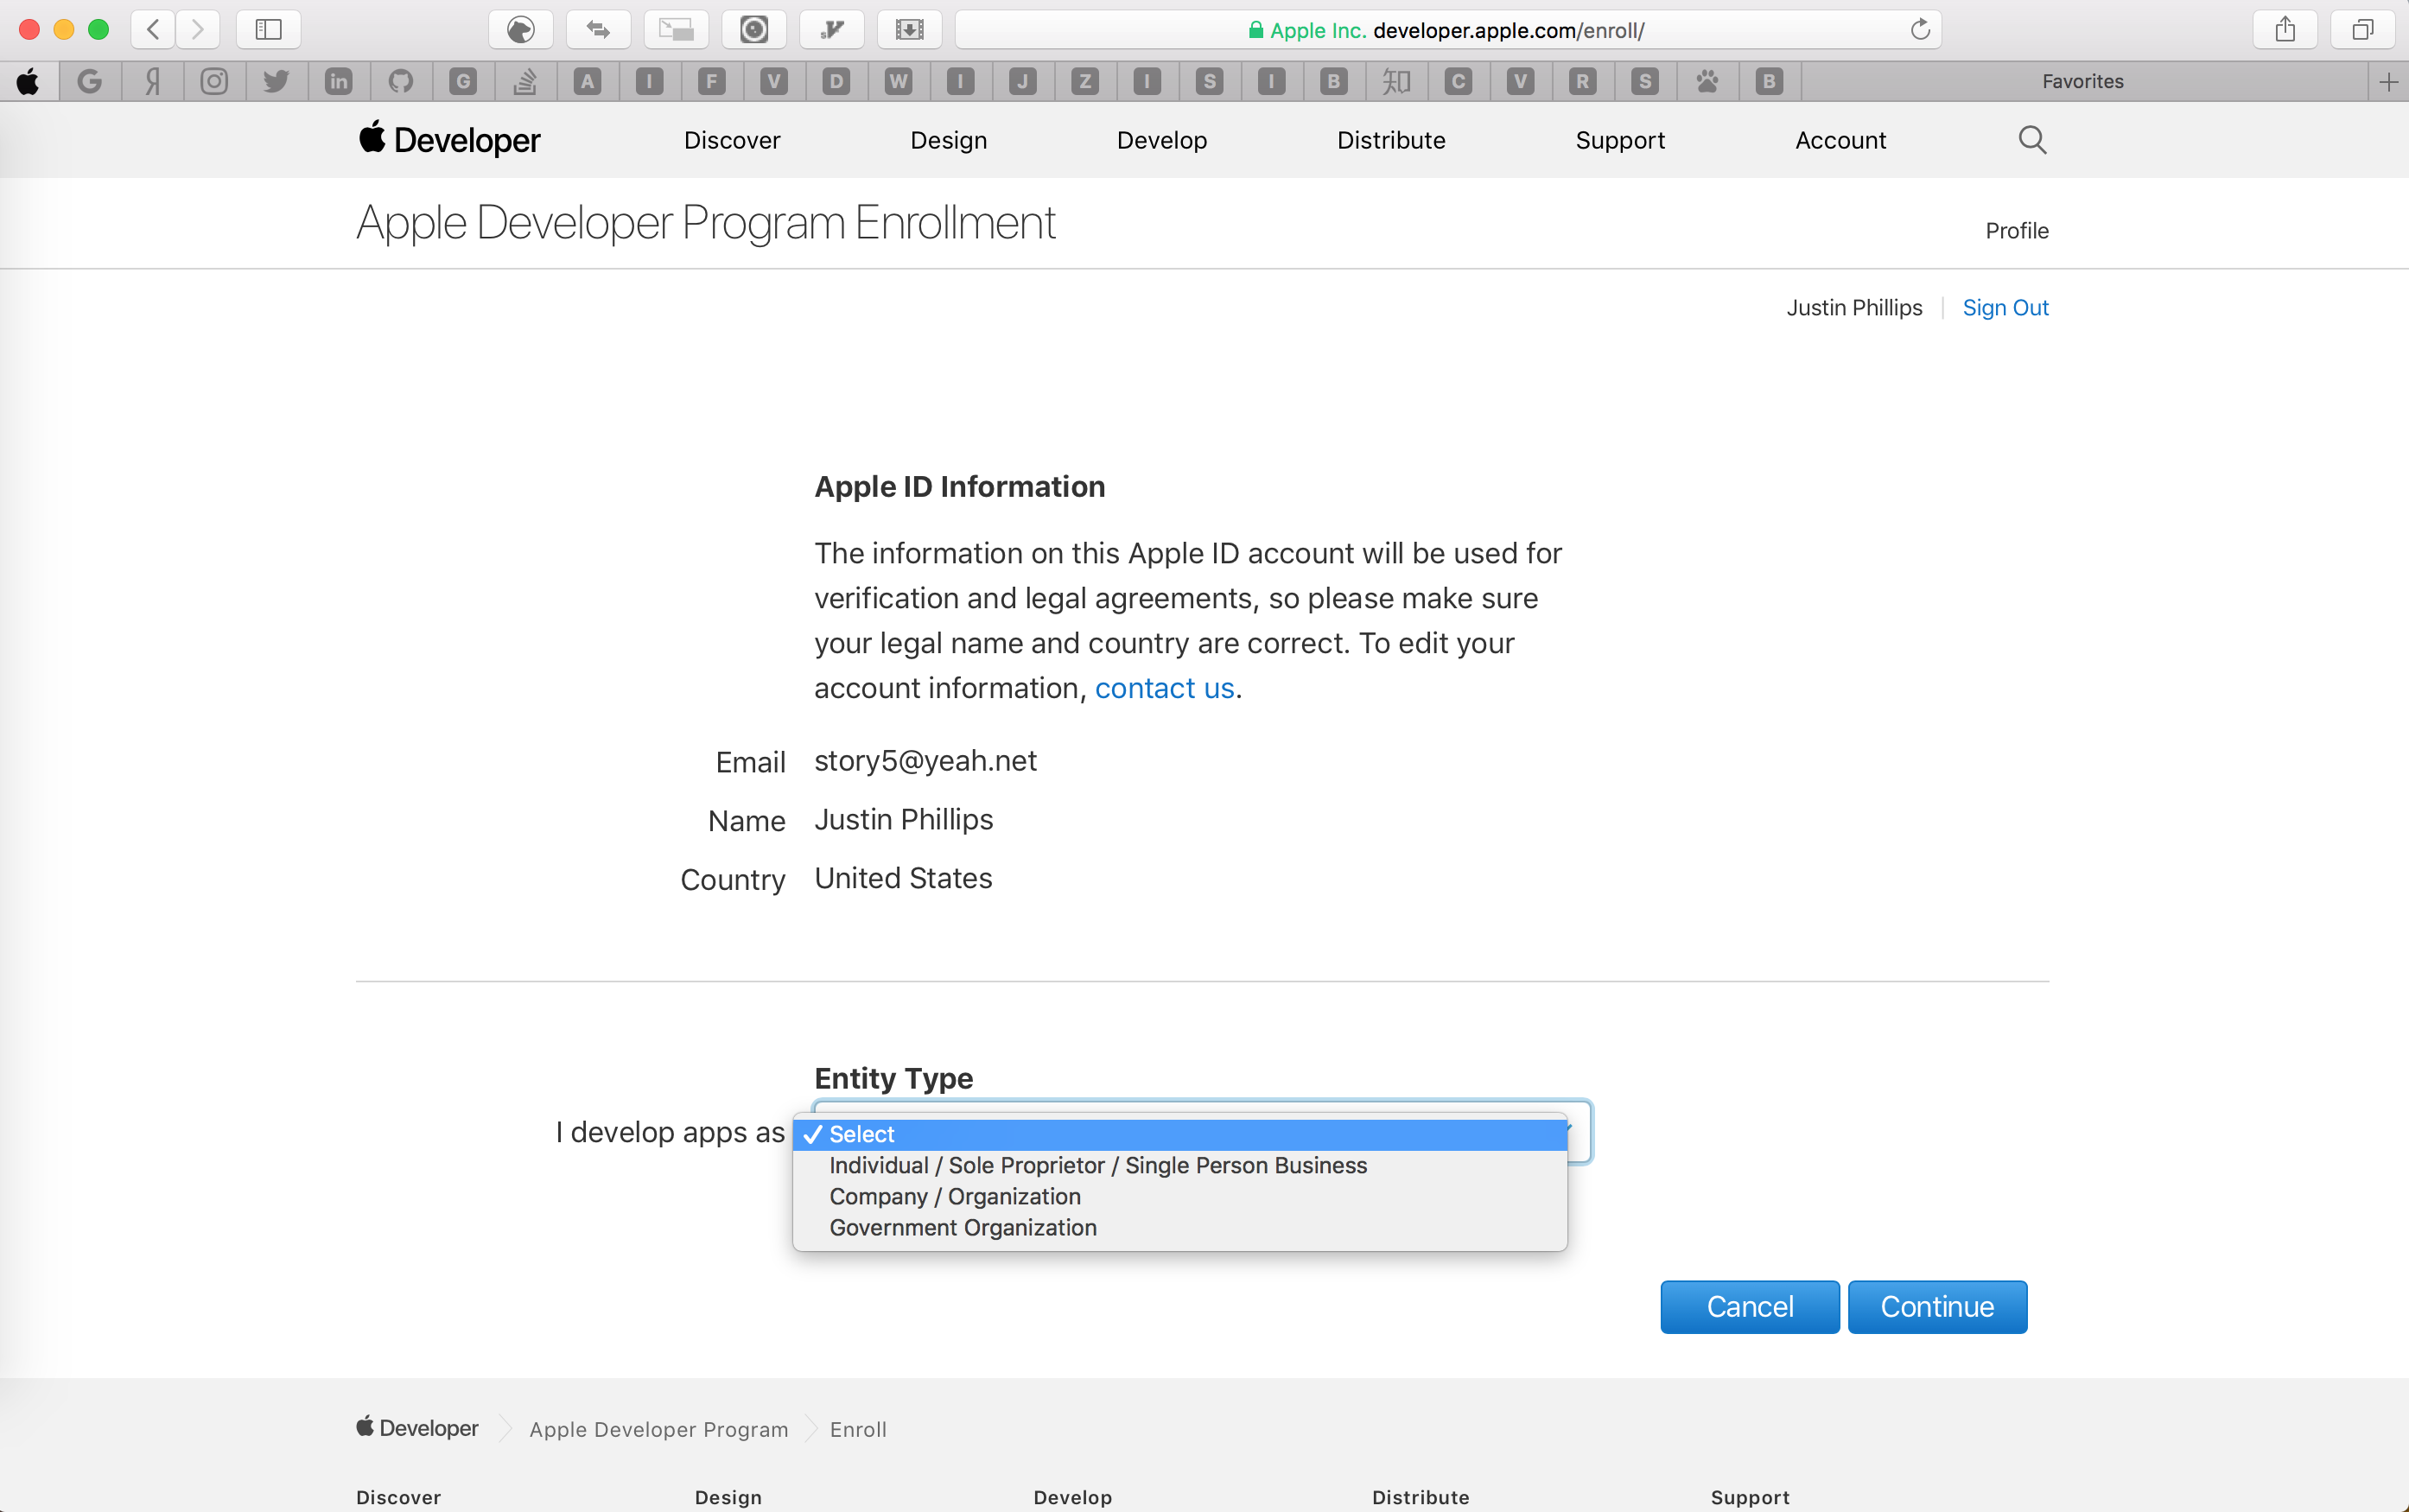 Apple Inc. developer.apple.com/enroll/
G Я in G A I F V D W I J Z I S I B 知 C V R S B Favorites
Developer Discover Design Develop Distribute Support Account
Apple Developer Program Enrollment
Profile
Justin Phillips Sign Out
Apple ID Information
The information on this Apple ID account will be used for
verification and legal agreements, so please make sure
your legal name and country are correct. To edit your
account information, contact us.
Email story5@yeah.net
Name Justin Phillips
Country United States
Entity Type
I develop apps as
Select
Individual / Sole Proprietor / Single Person Business
Company / Organization
Government Organization
Cancel Continue
Developer Apple Developer Program Enroll
Discover Design Develop Distribute Support